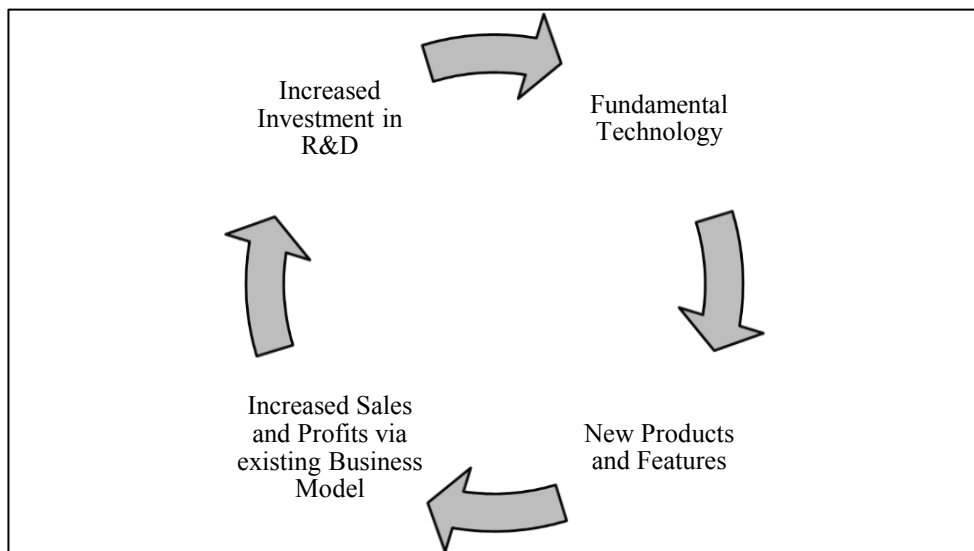 Increased
Investment in
R&D
Fundamental
Technology
New Products
and Features
Increased Sales
and Profits via
existing Business
Model